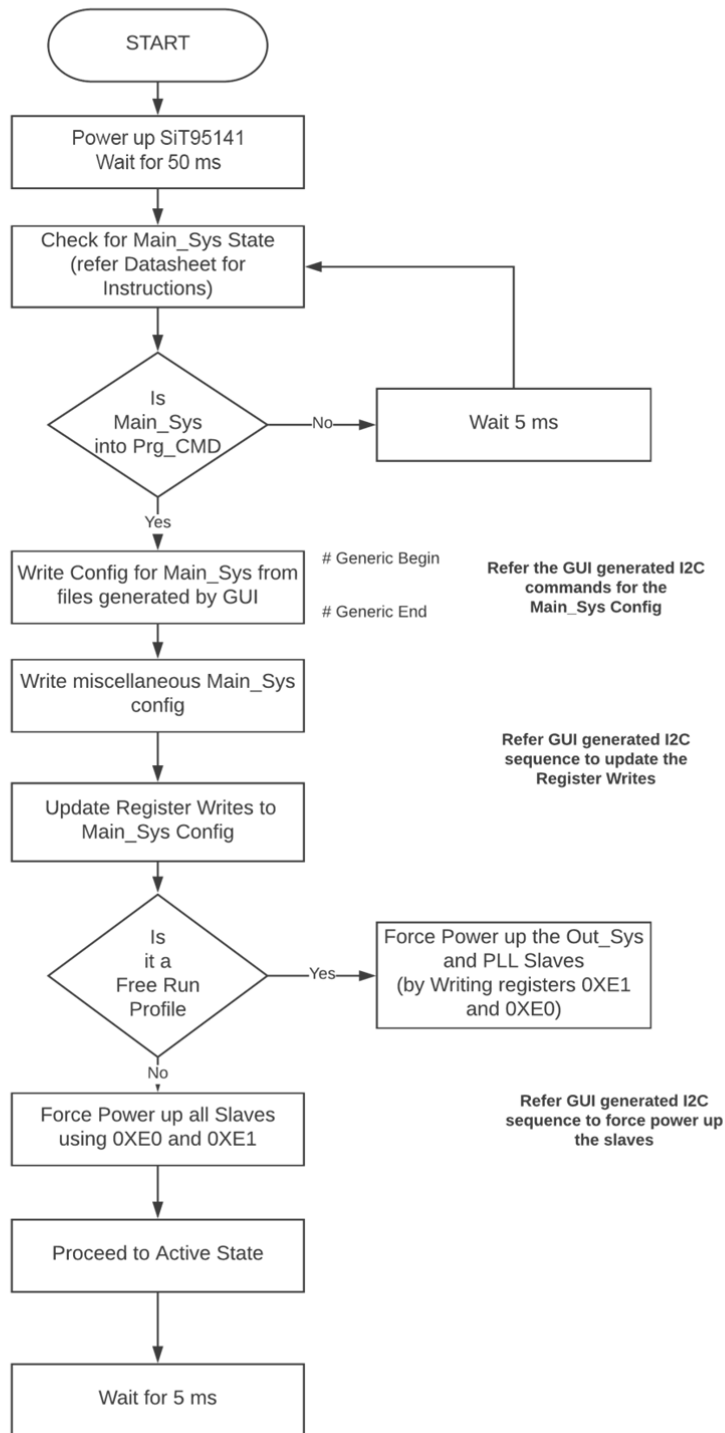 START
Power up SiT95141
Wait for 50 ms
Check for Main_Sys State
(refer Datasheet for
Instructions)
Is
Main_Sys
into Prg_CMD
No
Wait 5 ms
Yes
Write Config for Main_Sys from
files generated by GUI
# Generic Begin
# Generic End
Refer the GUI generated I2C
commands for the
Main_Sys Config
Write miscellaneous Main_Sys
config
Refer GUI generated I2C
sequence to update the
Register Writes
Update Register Writes to
Main_Sys Config
Is
it a
Free Run
Profile
Yes
Force Power up the Out_Sys
and PLL Slaves
(by Writing registers 0XE1
and 0XE0)
No
Force Power up all Slaves
using 0XE0 and 0XE1
Refer GUI generated I2C
sequence to force power up
the slaves
Proceed to Active State
Wait for 5 ms